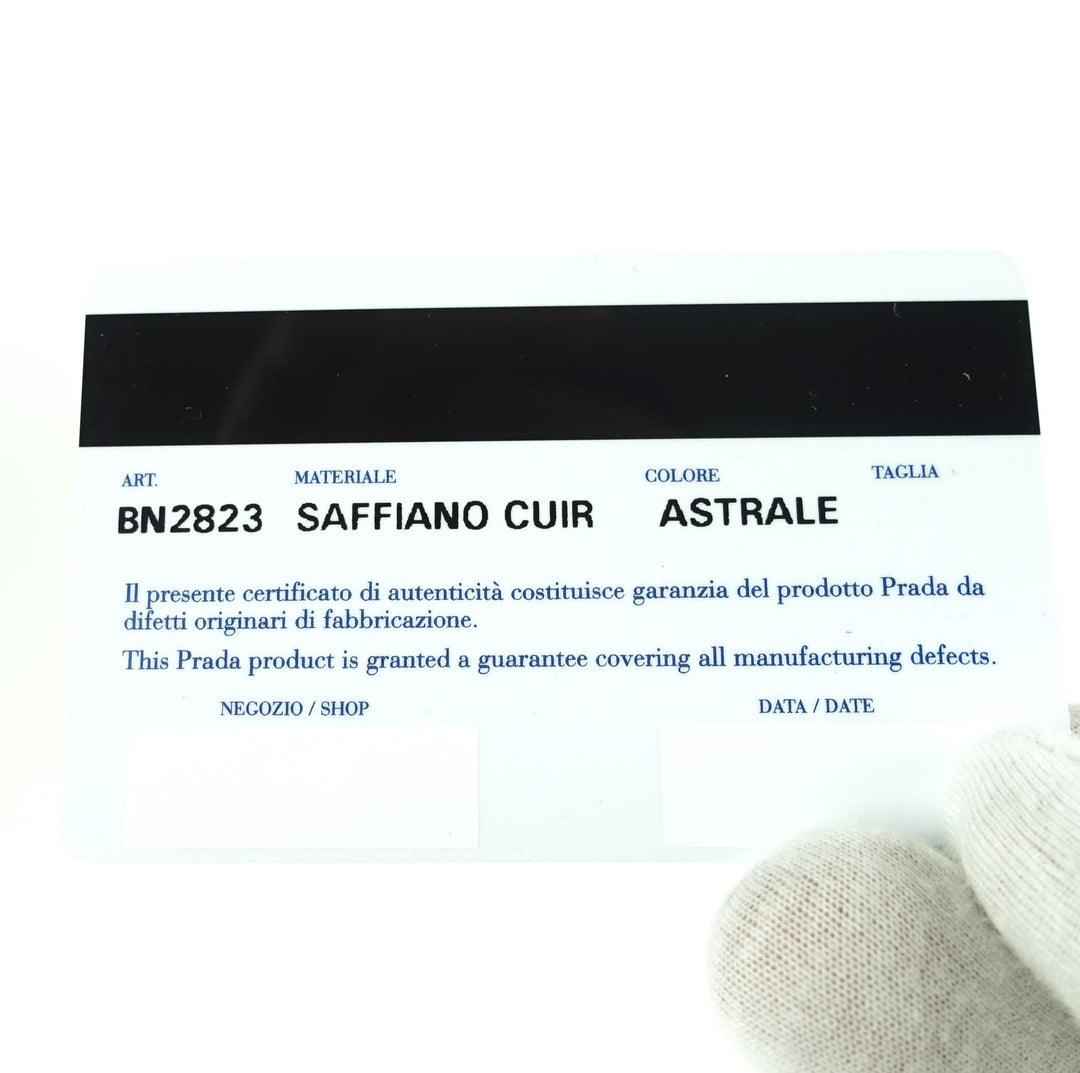 ART. MATERIALE COLORE TAGLIA
BN2823 SAFFIANO CUIR ASTRALE
Il presente certificato di autenticità costituisce garanzia del prodotto Prada da
difetti originari di fabbricazione.
This Prada product is granted a guarantee covering all manufacturing defects.
NEGOZIO / SHOP DATA / DATE